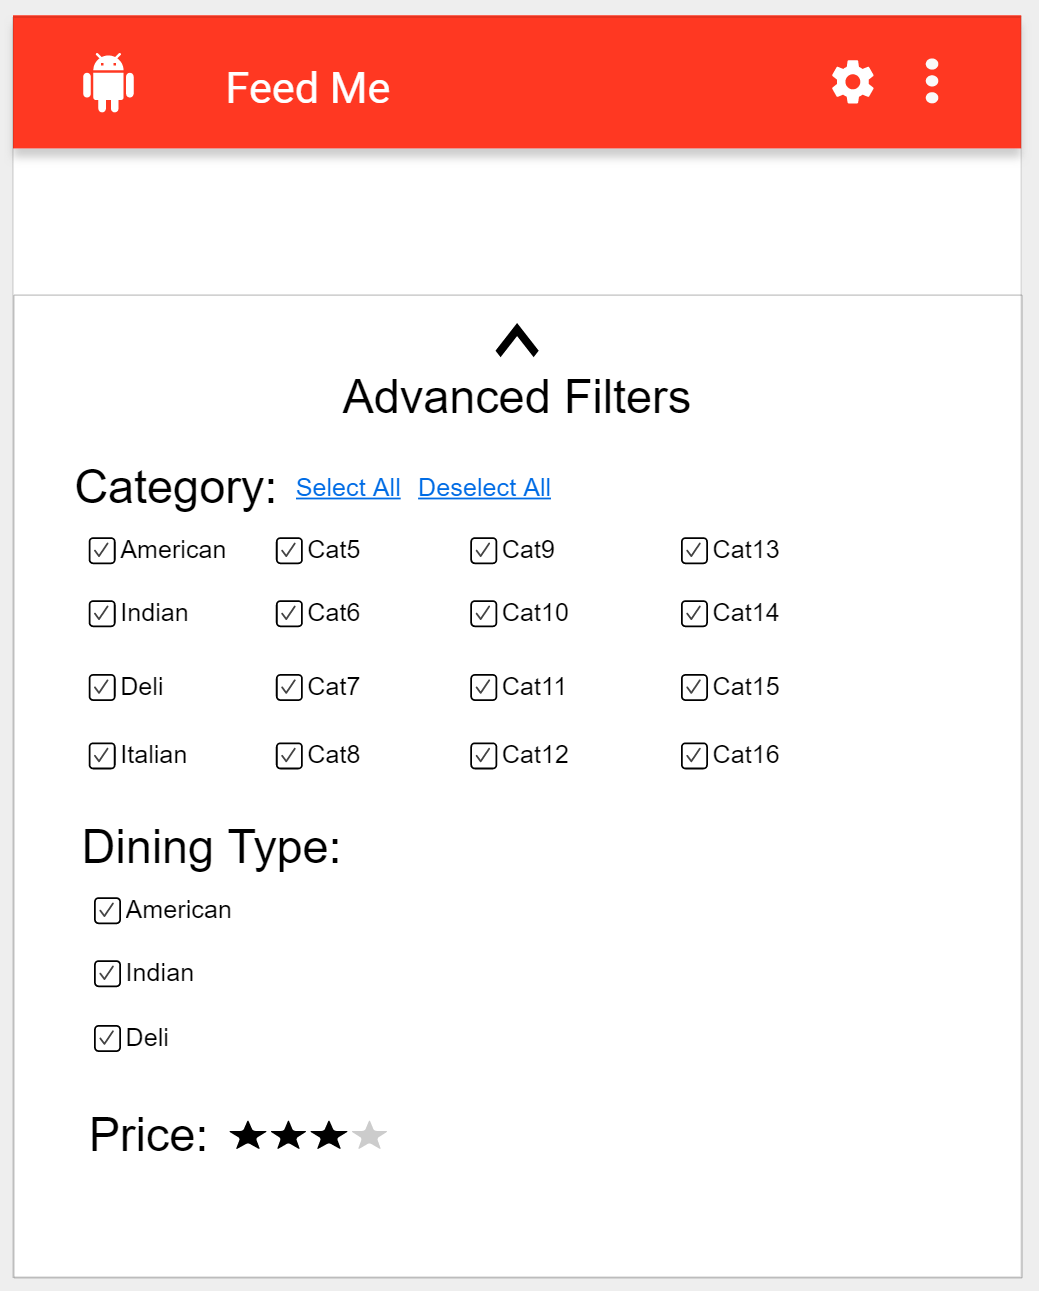 Feed Me
Advanced Filters
Category: Select All Deselect All
American Cat5 Cat9 Cat13
Indian Cat6 Cat10 Cat14
Deli Cat7 Cat11 Cat15
Italian Cat8 Cat12 Cat16
Dining Type:
American
Indian
Deli
Price: